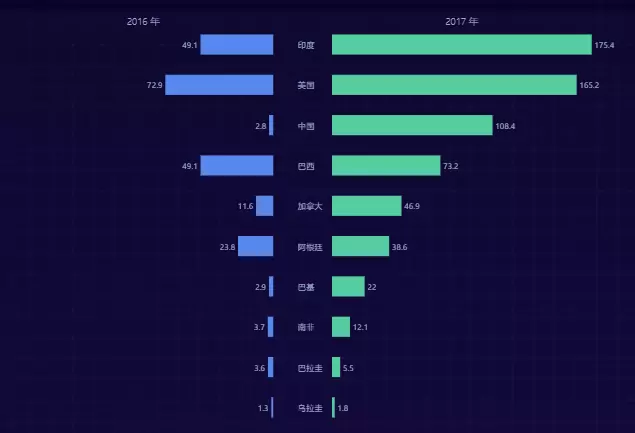 2016 年 2017 年
49.1 印度 175.4
72.9 美国 165.2
2.8 中国 108.4
49.1 巴西 73.2
11.6 加拿大 46.9
23.8 阿根廷 38.6
2.9 巴基 22
3.7 南非 12.1
3.6 巴拉圭 5.5
1.3 乌拉圭 1.8